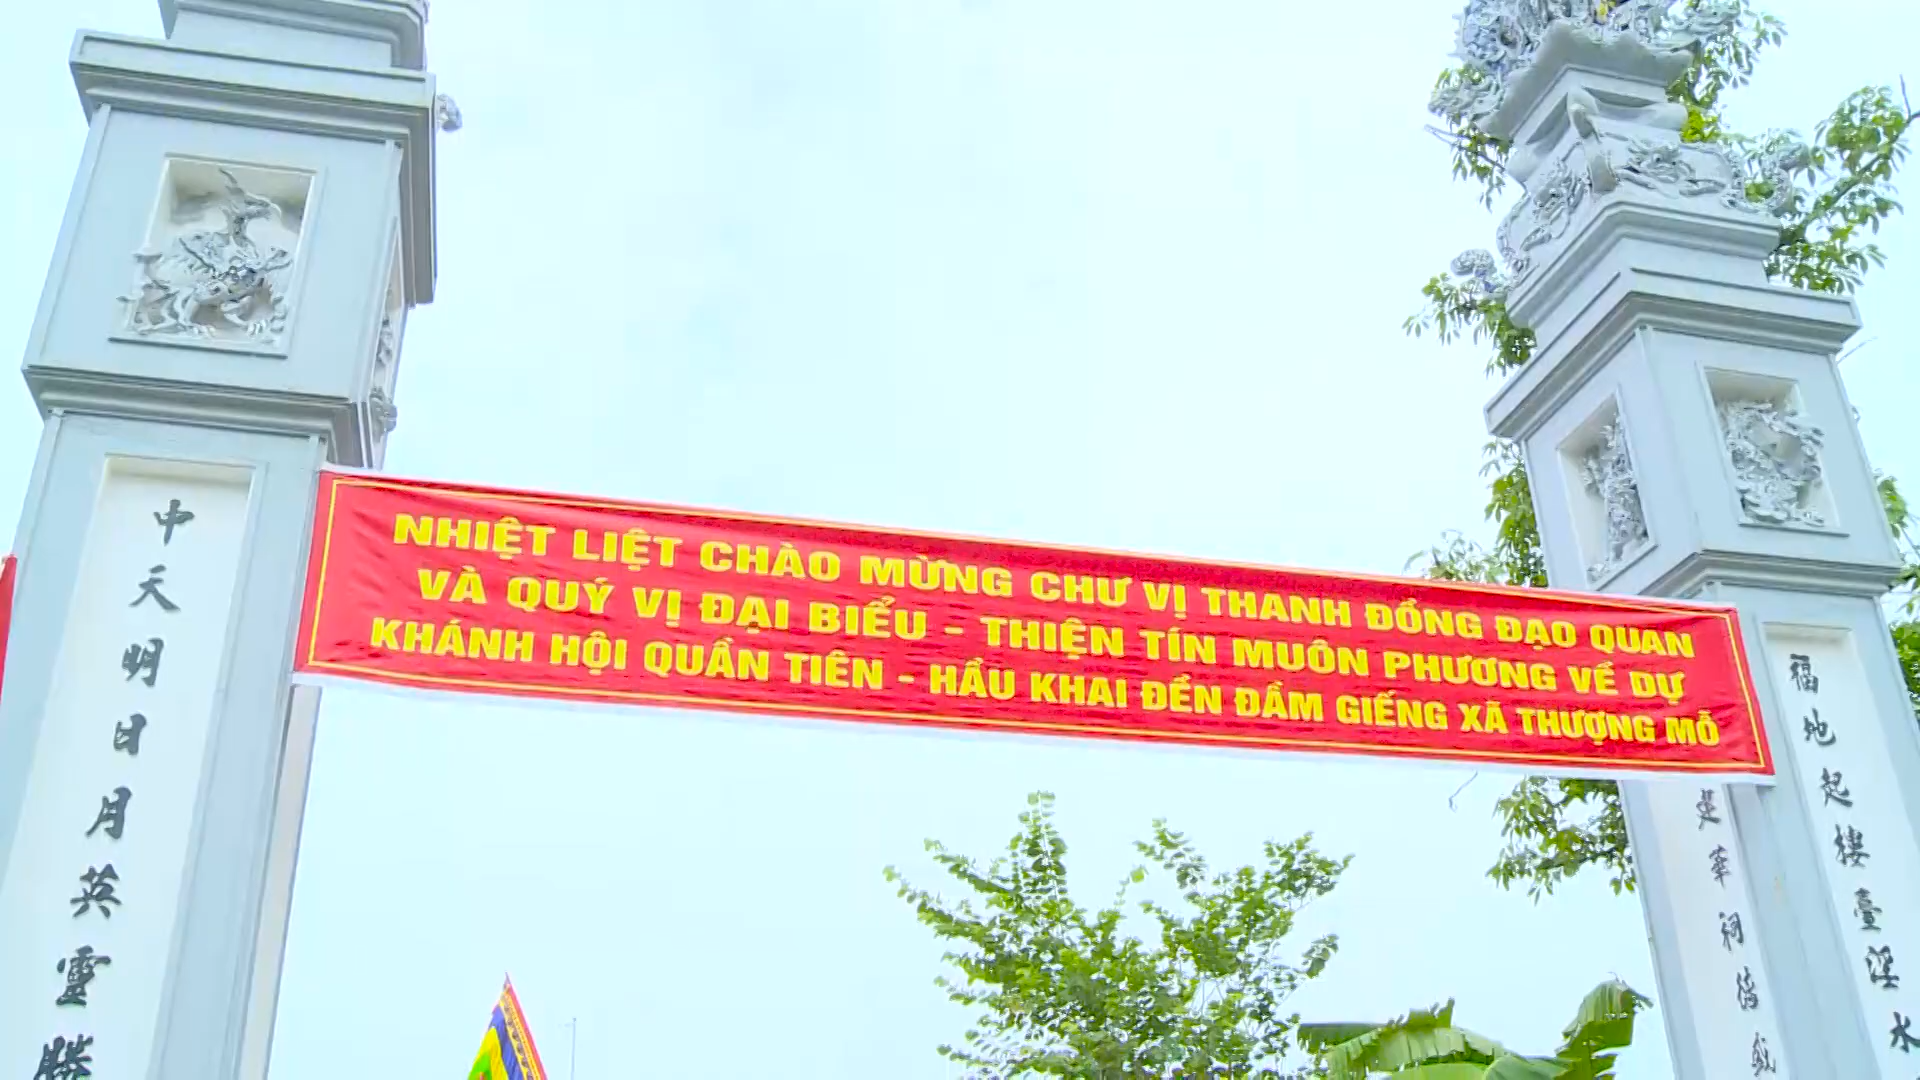 NHIỆT LIỆT CHÀO MỪNG CHƯ VỊ THANH ĐỒNG ĐẠO QUAN
VÀ QUÝ VỊ ĐẠI BIỂU - THIỆN TÍN MUÔN PHƯƠNG VỀ DỰ
KHÁNH HỘI QUẦN TIÊN - HẦU KHAI ĐỀN ĐẦM GIẾNG XÃ THƯỢNG MỖ
中天明日月英靈
福地起樓臺
華祠